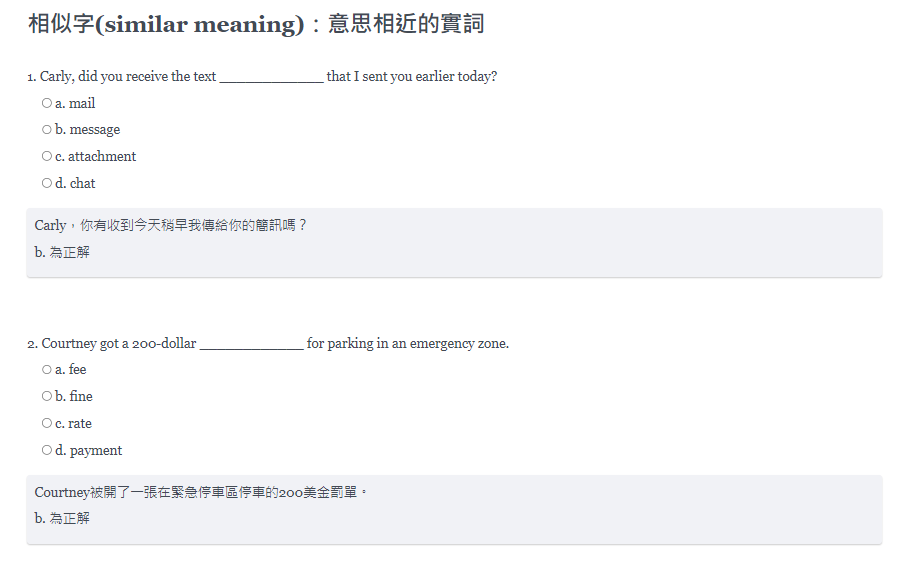 相似字(similar meaning)：意思相近的實詞
1. Carly, did you receive the text ______________ that I sent you earlier today?
a. mail
b. message
c. attachment
d. chat
Carly，你有收到今天稍早我傳給你的簡訊嗎？
b. 為正解
2. Courtney got a 200-dollar ______________ for parking in an emergency zone.
a. fee
b. fine
c. rate
d. payment
Courtney被開了一張在緊急停車區停車的200美金罰單。
b. 為正解